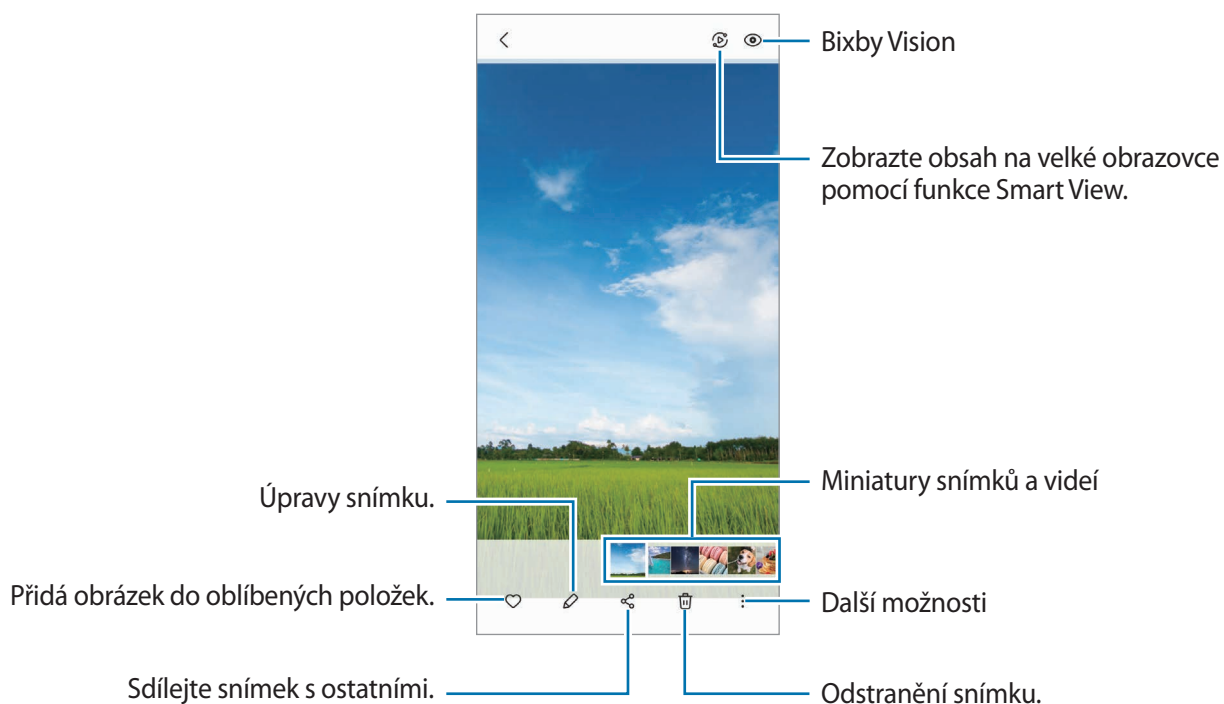 Bixby Vision
Zobrazte obsah na velké obrazovce
pomocí funkce Smart View.
Miniatury snímků a videí
Úpravy snímku.
Přidá obrázek do oblíbených položek.
Další možnosti
Sdílejte snímek s ostatními.
Odstranění snímku.